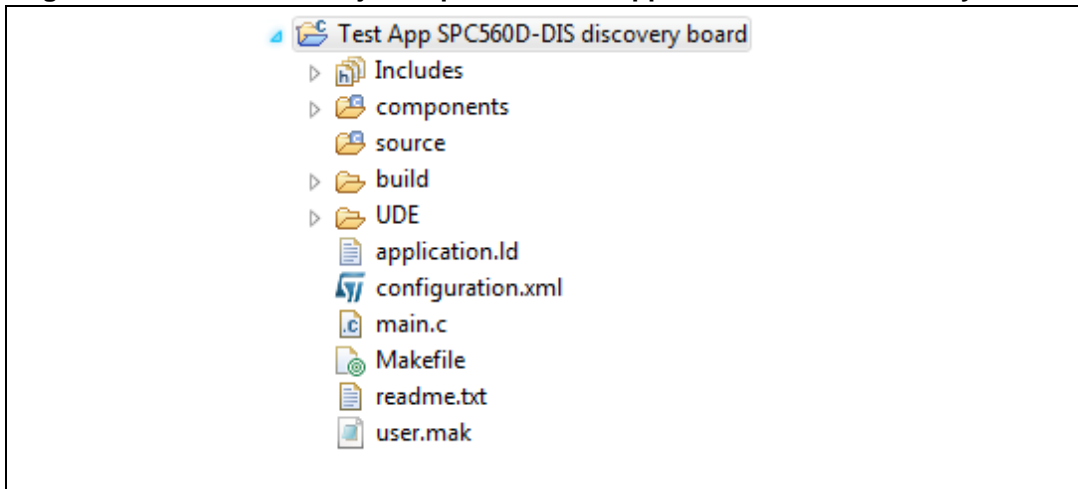 Test App SPC560D-DIS discovery board
Includes
components
source
build
UDE
application.ld
configuration.xml
main.c
Makefile
readme.txt
user.mak